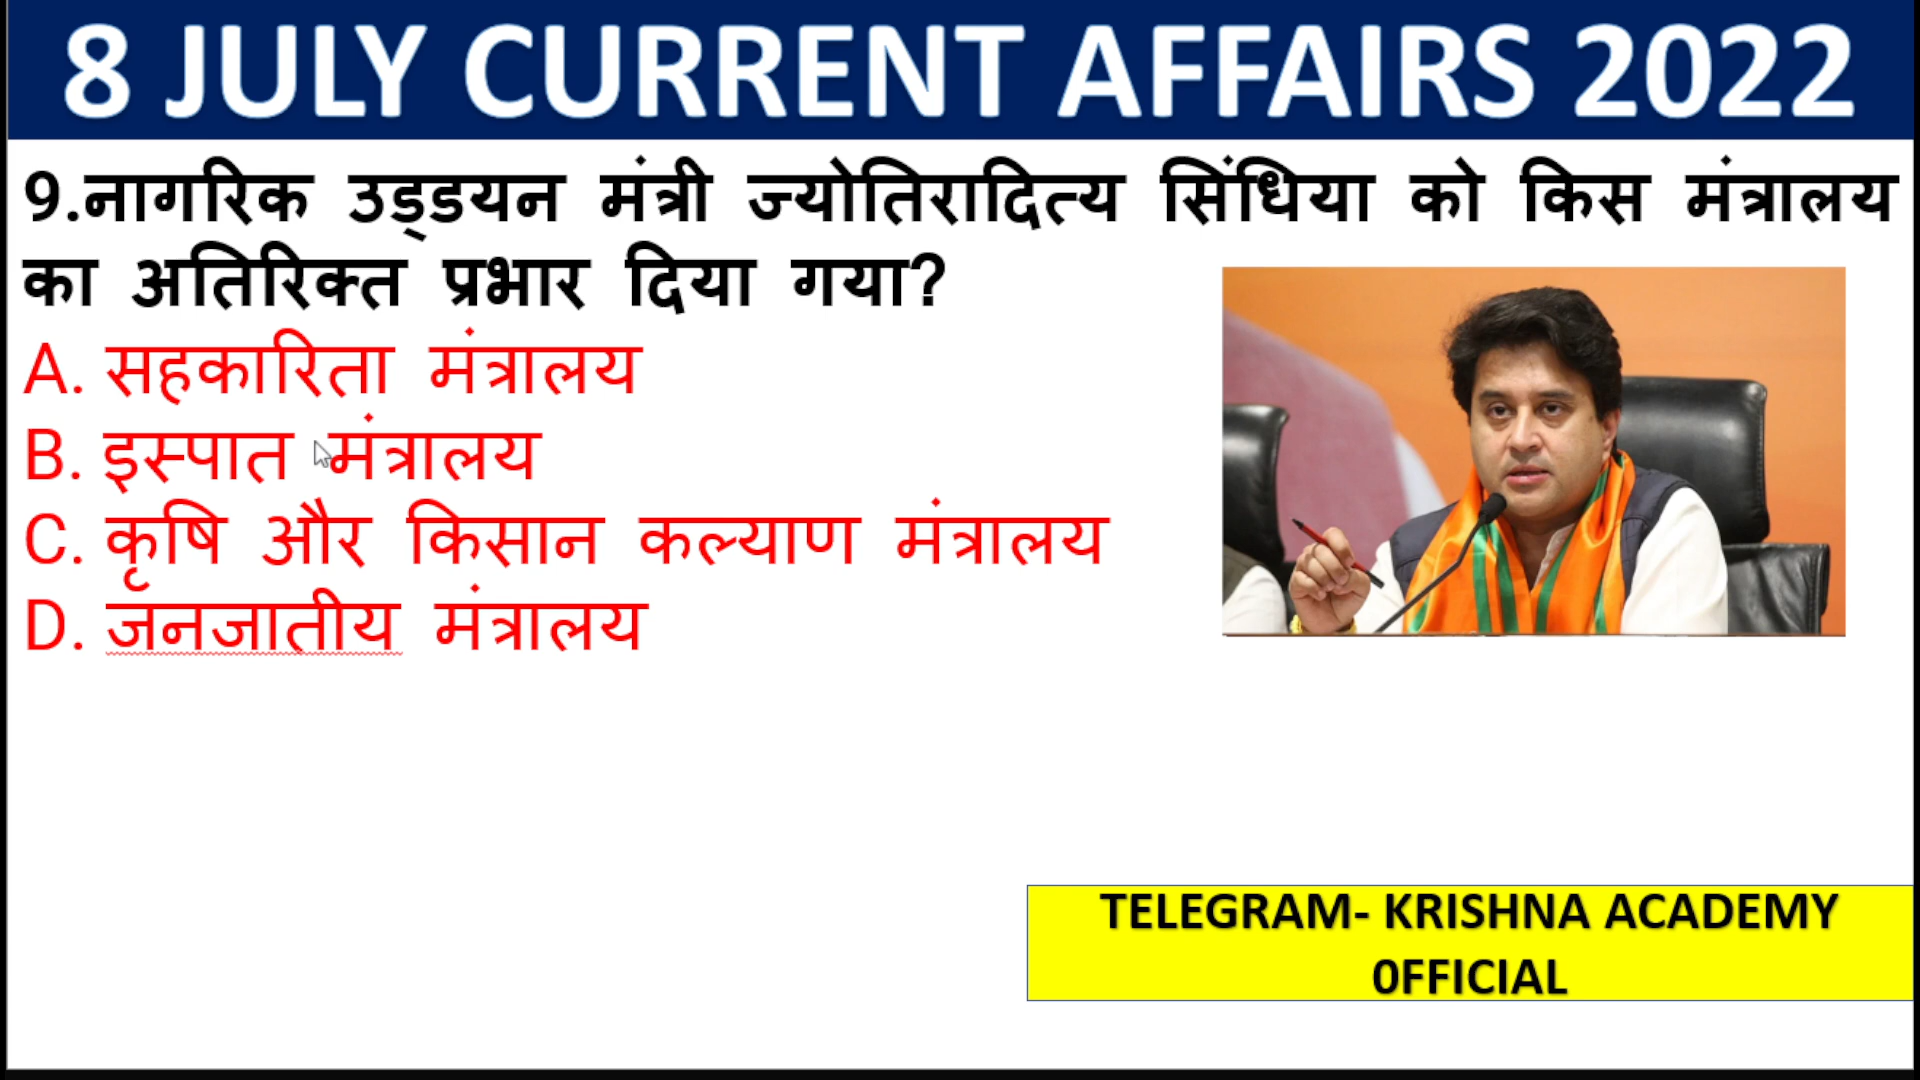 8 JULY CURRENT AFFAIRS 2022
9.नागरिक उड्डयन मंत्री ज्योतिरादित्य सिंधिया को किस मंत्रालय
का अतिरिक्त प्रभार दिया गया?
A. सहकारिता मंत्रालय
B. इस्पात मंत्रालय
C. कृषि और किसान कल्याण मंत्रालय
D. जनजातीय मंत्रालय
TELEGRAM- KRISHNA ACADEMY
0FFICIAL